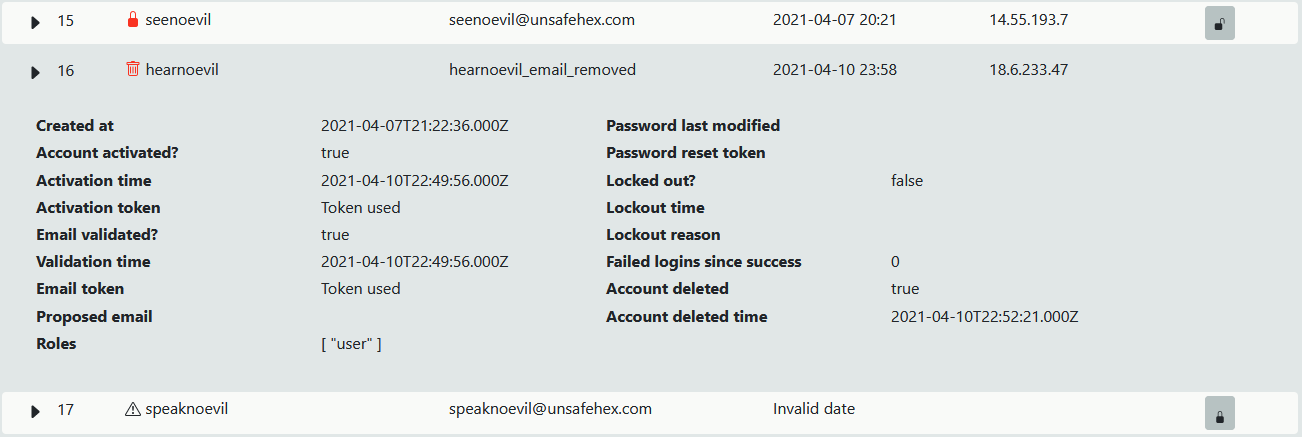 15 seenoevil seenoevil@unsafehex.com 2021-04-07 20:21 14.55.193.7
16 hearnoevil hearnoevil_email_removed 2021-04-10 23:58 18.6.233.47
Created at 2021-04-07T21:22:36.000Z Password last modified
Account activated? true Password reset token
Activation time 2021-04-10T22:49:56.000Z Locked out? false
Activation token Token used Lockout time
Email validated? true Lockout reason
Validation time 2021-04-10T22:49:56.000Z Failed logins since success 0
Email token Token used Account deleted true
Proposed email Account deleted time 2021-04-10T22:52:21.000Z
Roles [ "user" ]
17 speaknoevil speaknoevil@unsafehex.com Invalid date